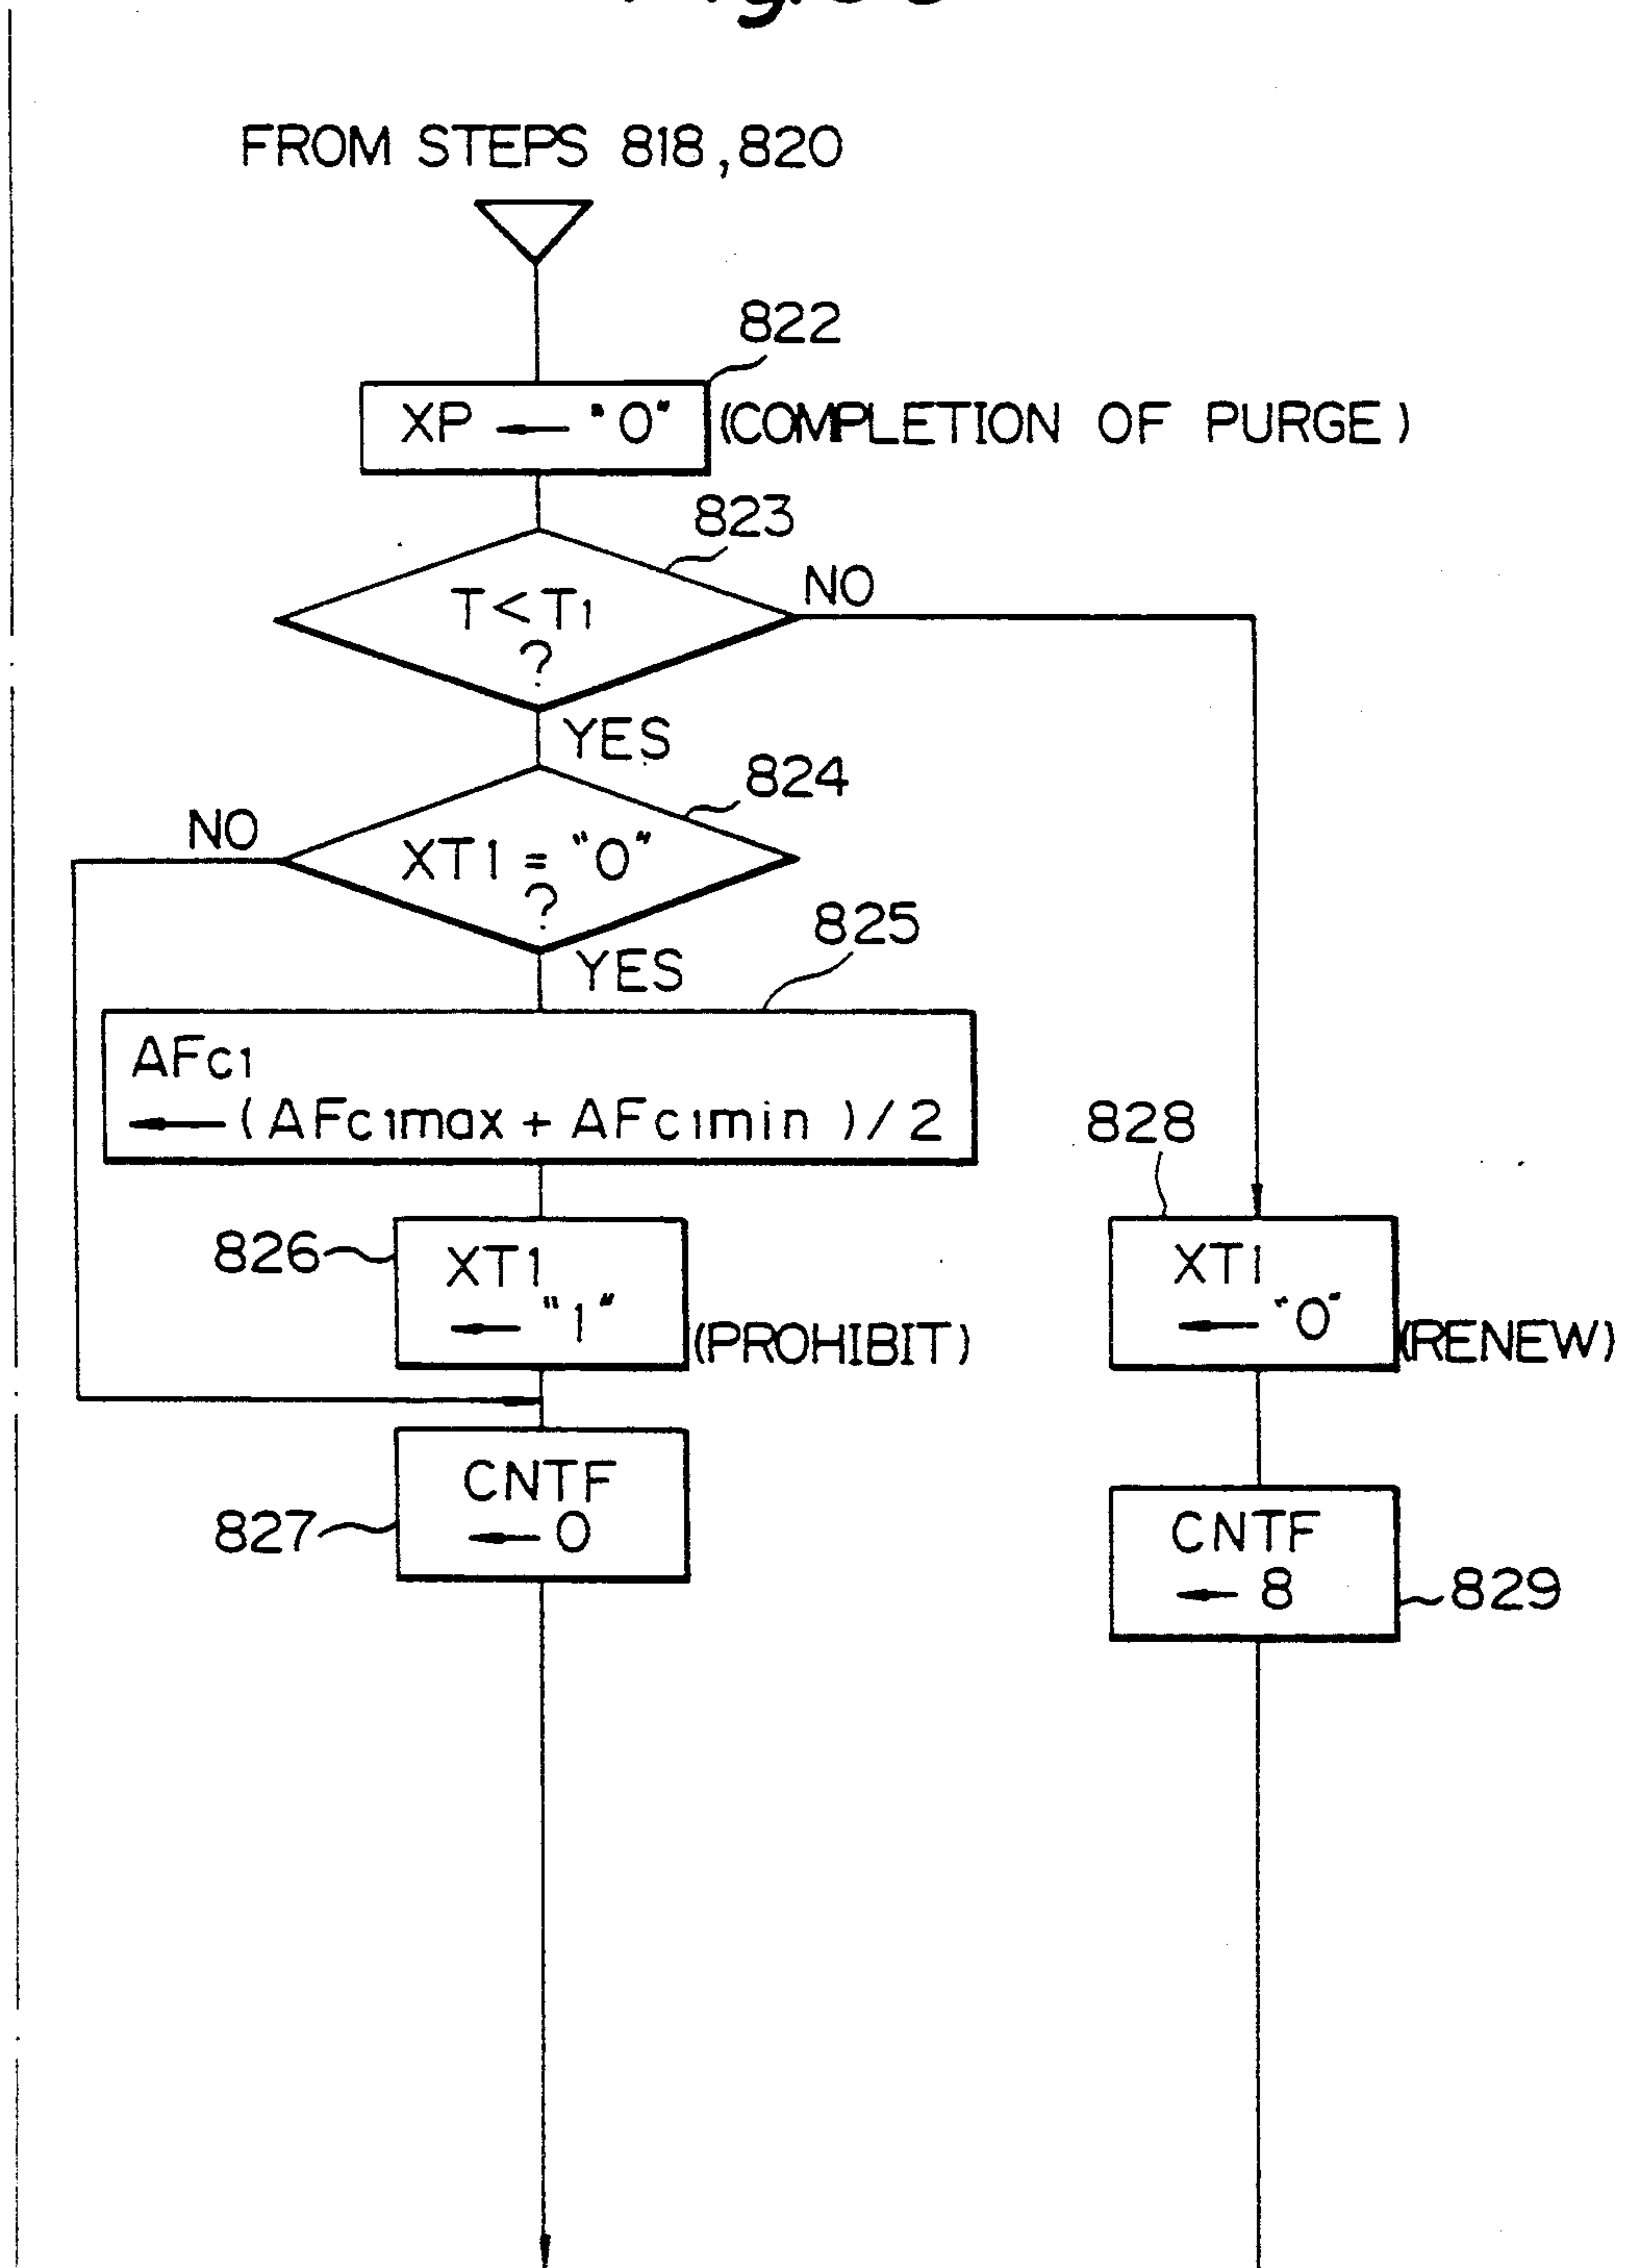 FROM STEPS 818,820
822
XP ← "0" (COMPLETION OF PURGE)
823
T<T1
?
NO
YES
824
NO
XT1 = "0"
?
YES
825
AFc1
← (AFc1max + AFc1min)/2
826
XT1
← "1"
(PROHIBIT)
828
XT1
← "0"
(RENEW)
827
CNTF
← 0
CNTF
← 8
829